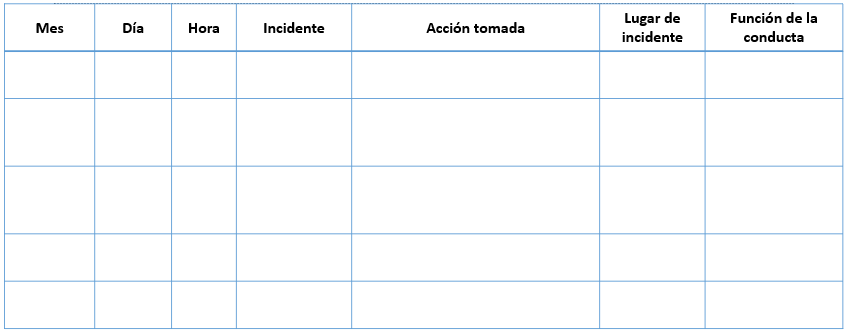 Mes Día Hora Incidente Acción tomada Lugar de incidente Función de la conducta